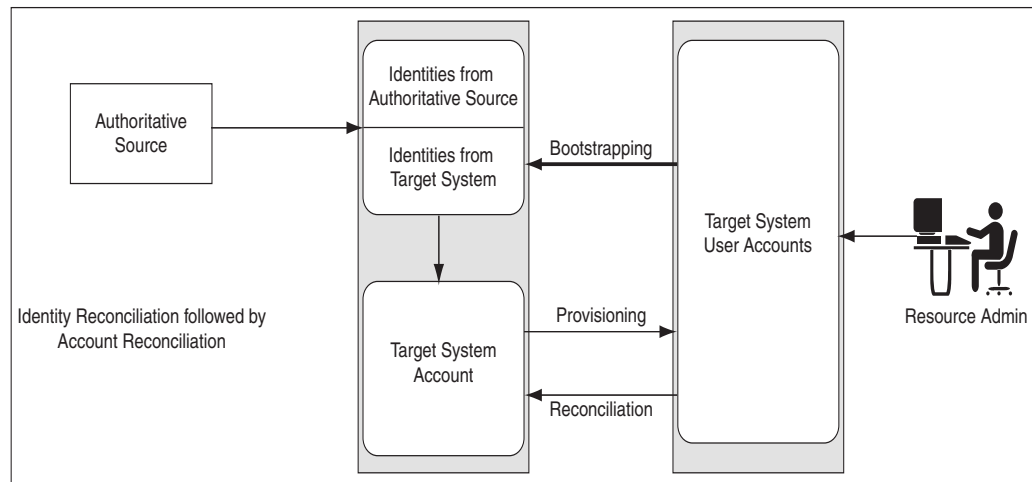 Authoritative
Source
Identities from
Authoritative Source
Identities from
Target System
Bootstrapping
Target System
User Accounts
Resource Admin
Identity Reconciliation followed by
Account Reconciliation
Target System
Account
Provisioning
Reconciliation